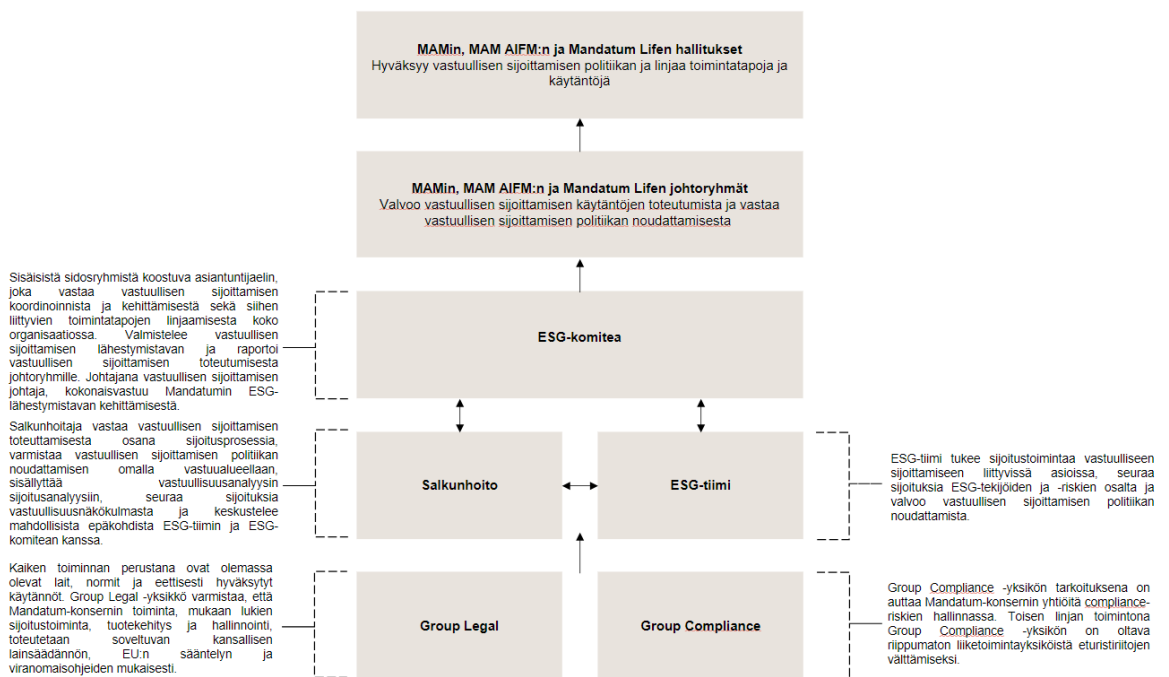 MAMin, MAM AIFM:n ja Mandatum Lifen hallitukset
Hyväksyy vastuullisen sijoittamisen politiikan ja linjaa toimintatapoja ja
käytäntöjä
MAMin, MAM AIFM:n ja Mandatum Lifen johtoryhmät
Valvoo vastuullisen sijoittamisen käytäntöjen toteutumista ja vastaa
vastuullisen sijoittamisen politiikan noudattamisesta
Sisäisistä sidosryhmistä koostuva asiantuntijaelin,
joka vastaa vastuullisen sijoittamisen
koordinoinnista ja kehittämisestä sekä siihen
liittyvien toimintatapojen linjaamisesta koko
organisaatiossa. Valmistelee vastuullisen
sijoittamisen lähestymistavan ja raportoi
vastuullisen sijoittamisen toteutumisesta
johtoryhmille. Johtajana vastuullisen sijoittamisen
johtaja, kokonaisvastuu Mandatumin ESG-
lähestymistavan kehittämisestä.
ESG-komitea
Salkunhoitaja vastaa vastuullisen sijoittamisen
toteuttamisesta osana sijoitusprosessia,
varmistaa vastuullisen sijoittamisen politiikan
noudattamisen omalla vastuualueellaan,
sisällyttää vastuullisuusanalyysin
sijoitusanalyysiin, seuraa sijoituksia
vastuullisuusnäkökulmasta ja keskustelee
mahdollisista epäkohdista ESG-tiimin ja ESG-
komitean kanssa.
Salkunhoito
ESG-tiimi
ESG-tiimi tukee sijoitustoimintaa vastuulliseen
sijoittamiseen liittyvissä asioissa, seuraa
sijoituksia ESG-tekijöiden ja -riskien osalta ja
valvoo vastuullisen sijoittamisen politiikan
noudattamista.
Kaiken toiminnan perustana ovat olemassa
olevat lait, normit ja eettisesti hyväksytyt
käytännöt. Group Legal -yksikkö varmistaa, että
Mandatum-konsernin toiminta, mukaan lukien
sijoitustoiminta, tuotekehitys ja hallinnointi,
toteutetaan soveltuvan kansallisen
lainsäädännön, EU:n sääntelyn ja
viranomaisohjeiden mukaisesti.
Group Legal
Group Compliance
Group Compliance -yksikön tarkoituksena on
auttaa Mandatum-konsernin yhtiöitä compliance-
riskien hallinnassa. Toisen linjan toimintona
Group Compliance -yksikön on oltava
riippumaton liiketoimintayksiköistä eturistiriitojen
välttämiseksi.